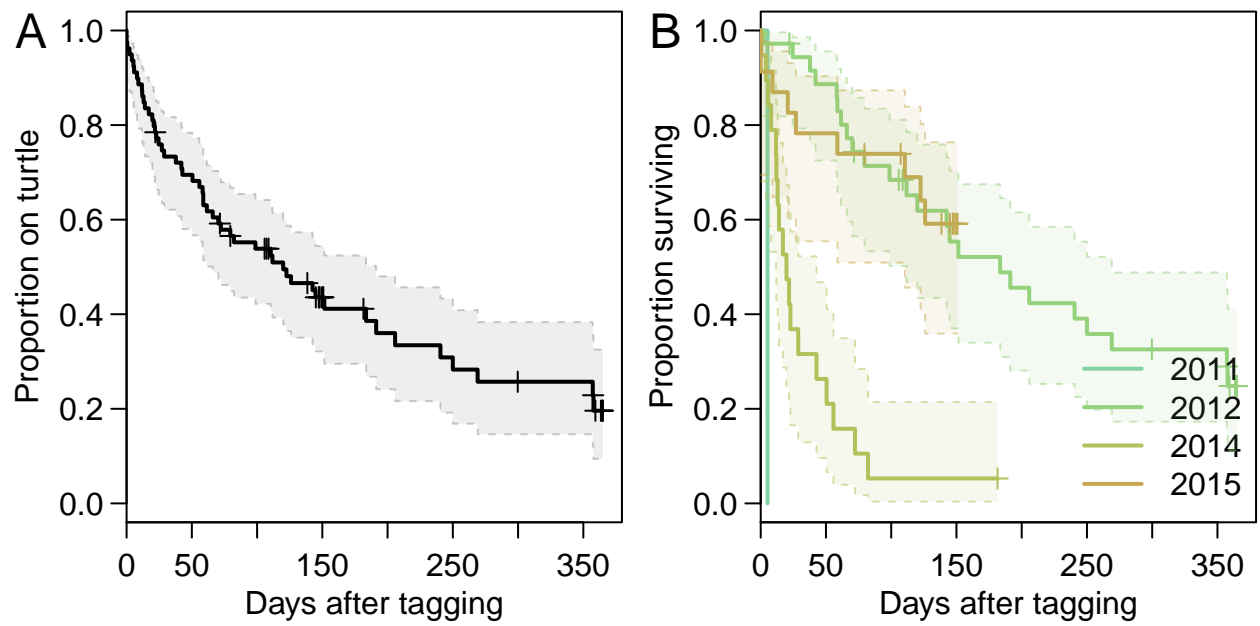 A
1.0
0.8
0.6
0.4
0.2
0.0
Proportion on turtle
0 50 150 250 350
Days after tagging
B
1.0
0.8
0.6
0.4
0.2
0.0
Proportion surviving
2011
2012
2014
2015
0 50 150 250 350
Days after tagging